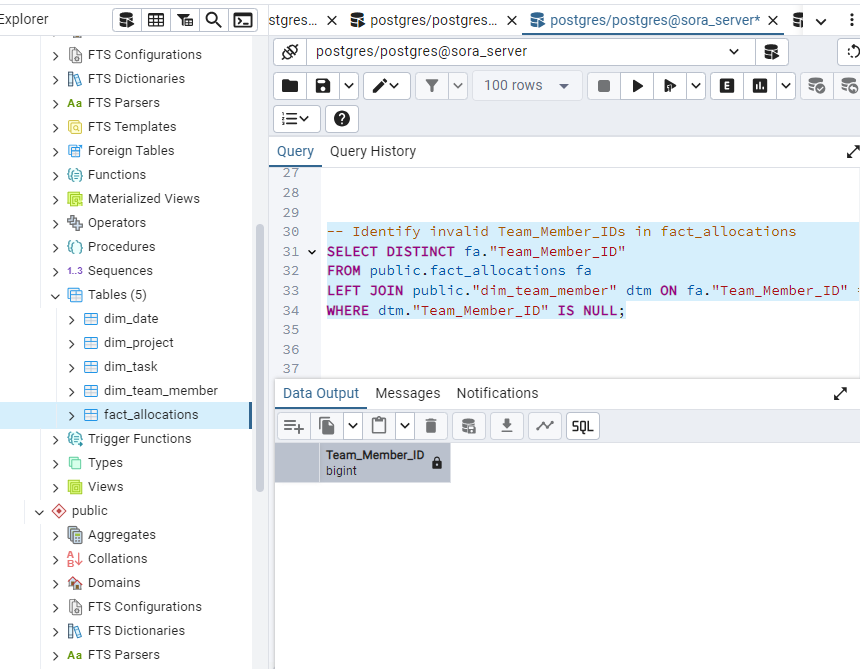 Explorer
FTS Configurations
FTS Dictionaries
Aa FTS Parsers
FTS Templates
Foreign Tables
Functions
Materialized Views
Operators
Procedures
1..3 Sequences
Tables (5)
dim_date
dim_project
dim_task
dim_team_member
fact_allocations
Trigger Functions
Types
Views
public
Aggregates
Collations
Domains
FTS Configurations
FTS Dictionaries
Aa FTS Parsers
stgres...
postgres/postgres...
postgres/postgres@sora_server*
postgres/postgres@sora_server
100 rows
E
Query
Query History
27
28
29
30 -- Identify invalid Team_Member_IDs in fact_allocations
31 SELECT DISTINCT fa."Team_Member_ID"
32 FROM public.fact_allocations fa
33 LEFT JOIN public."dim_team_member" dtm ON fa."Team_Member_ID" =
34 WHERE dtm."Team_Member_ID" IS NULL;
35
36
37
Data Output
Messages
Notifications
SQL
Team_Member_ID
bigint